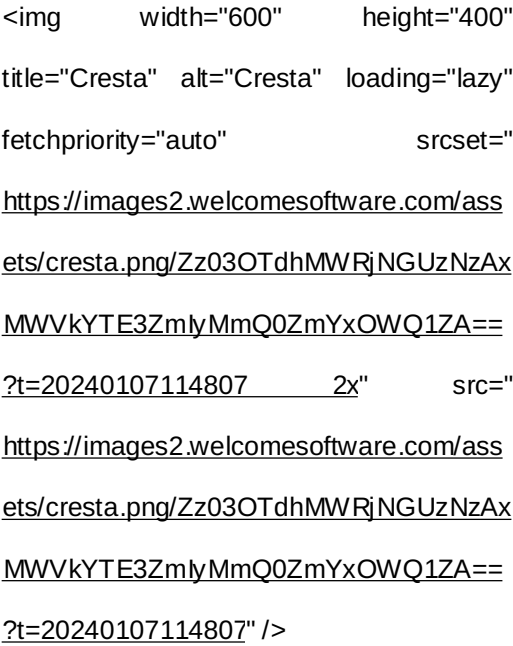 <img width="600" height="400"
title="Cresta" alt="Cresta" loading="lazy"
fetchpriority="auto" srcset="
https://images2.welcomesoftware.com/ass
ets/cresta.png/Zz03OTdhMWRjNGUzNzAx
MWVkYTE3ZmIyMmQ0ZmYxOWQ1ZA==
?t=20240107114807 2x" src="
https://images2.welcomesoftware.com/ass
ets/cresta.png/Zz03OTdhMWRjNGUzNzAx
MWVkYTE3ZmIyMmQ0ZmYxOWQ1ZA==
?t=20240107114807" />